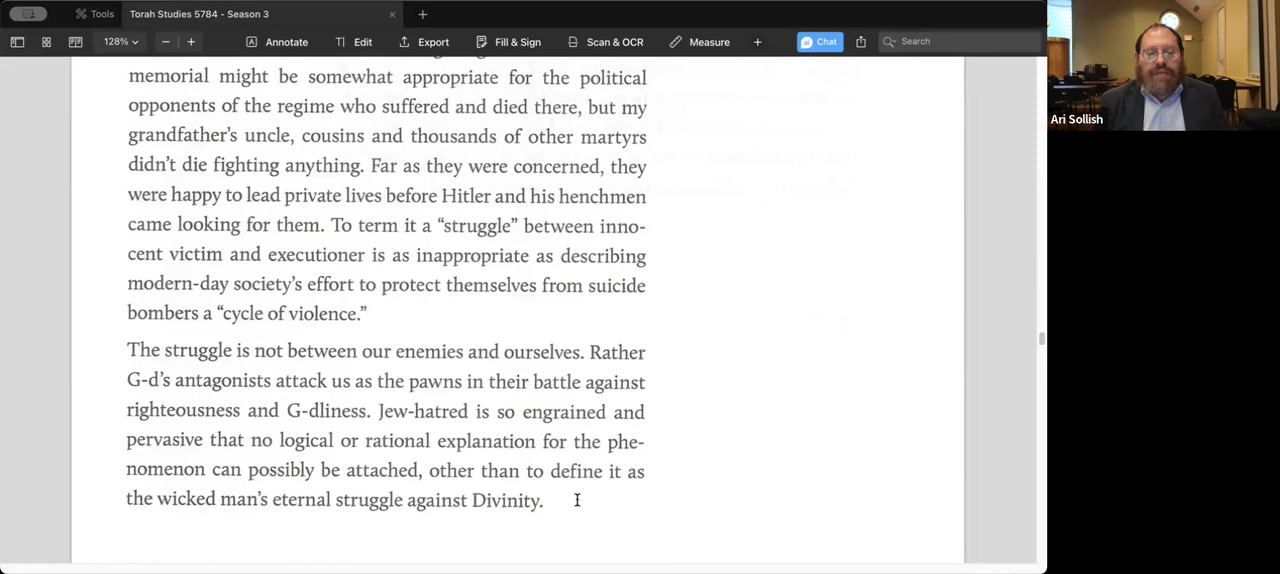 Tools
Torah Studies 5784 - Season 3
128%
Annotate
Edit
Export
Fill & Sign
Scan & OCR
Measure
Chat
Search
memorial might be somewhat appropriate for the political
opponents of the regime who suffered and died there, but my
grandfather's uncle, cousins and thousands of other martyrs
didn't die fighting anything. Far as they were concerned, they
were happy to lead private lives before Hitler and his henchmen
came looking for them. To term it a “struggle” between inno-
cent victim and executioner is as inappropriate as describing
modern-day society's effort to protect themselves from suicide
bombers a “cycle of violence.”
The struggle is not between our enemies and ourselves. Rather
G-d's antagonists attack us as the pawns in their battle against
righteousness and G-dliness. Jew-hatred is so engrained and
pervasive that no logical or rational explanation for the phe-
nomenon can possibly be attached, other than to define it as
the wicked man's eternal struggle against Divinity.
Ari Sollish